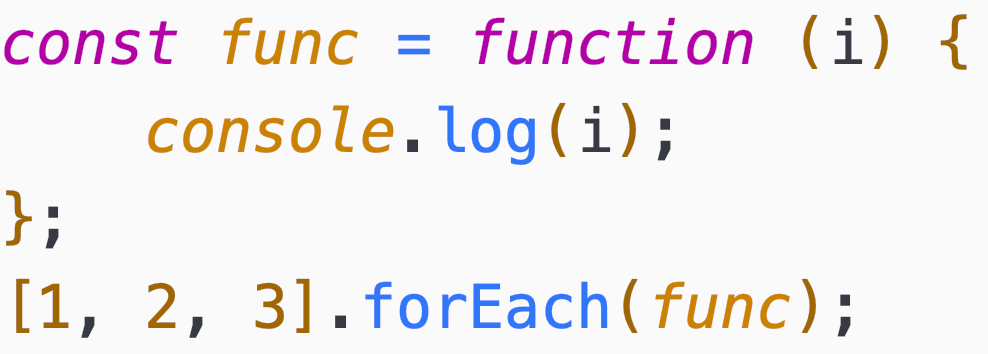 const func = function (i) {
    console.log(i);
};
[1, 2, 3].forEach(func);